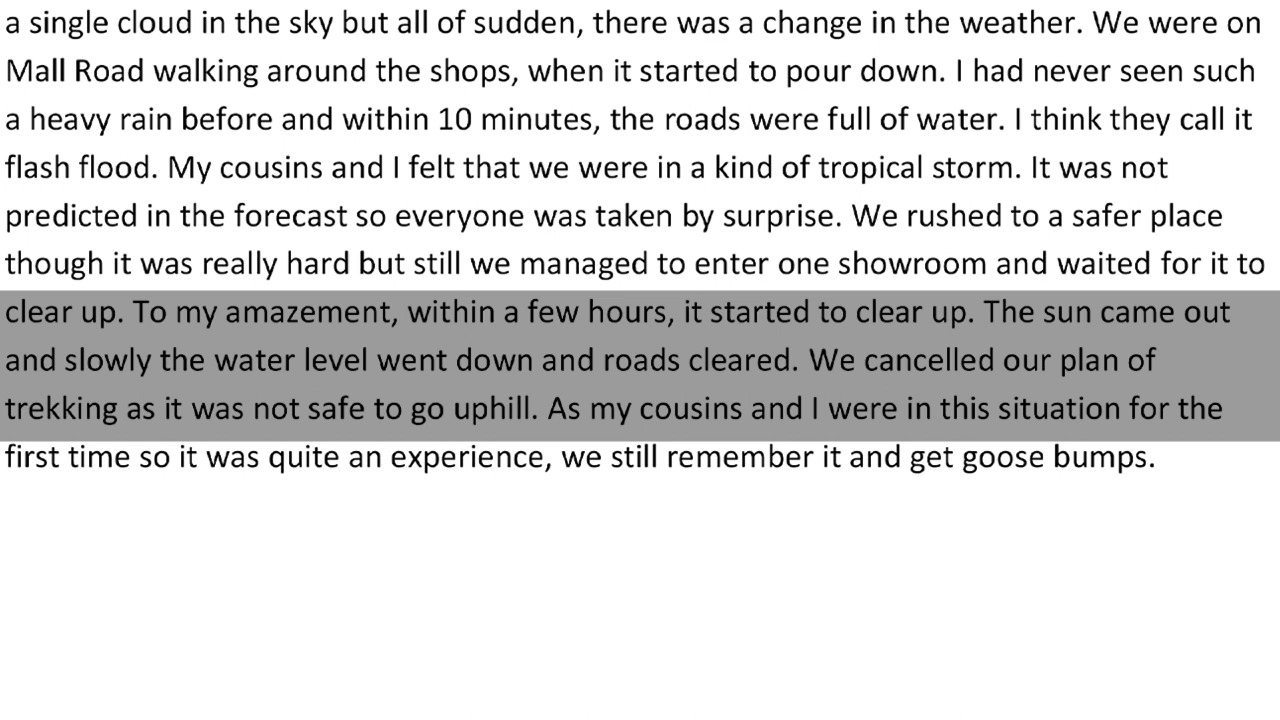 a single cloud in the sky but all of sudden, there was a change in the weather. We were on
Mall Road walking around the shops, when it started to pour down. I had never seen such
a heavy rain before and within 10 minutes, the roads were full of water. I think they call it
flash flood. My cousins and I felt that we were in a kind of tropical storm. It was not
predicted in the forecast so everyone was taken by surprise. We rushed to a safer place
though it was really hard but still we managed to enter one showroom and waited for it to
clear up. To my amazement, within a few hours, it started to clear up. The sun came out
and slowly the water level went down and roads cleared. We cancelled our plan of
trekking as it was not safe to go uphill. As my cousins and I were in this situation for the
first time so it was quite an experience, we still remember it and get goose bumps.